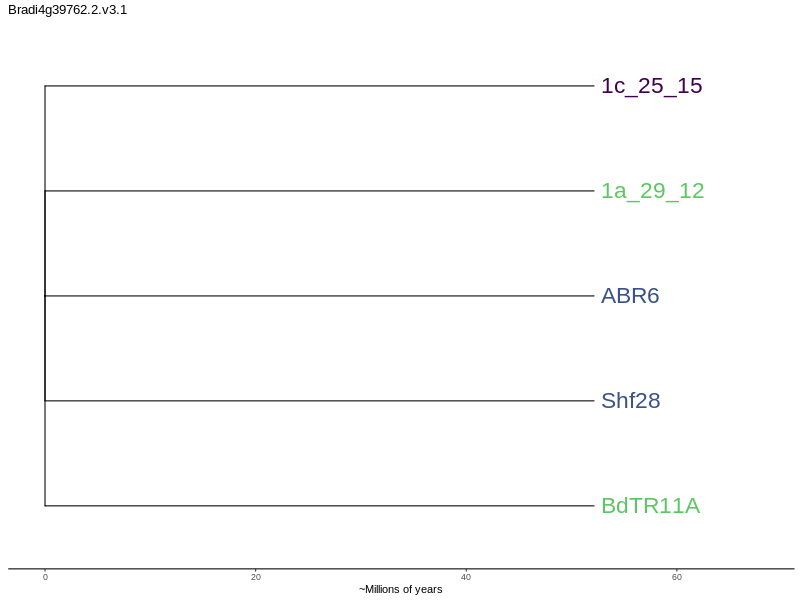 Bradi4g39762.2.v3.1
1c_25_15
1a_29_12
ABR6
Shf28
BdTR11A
0 20 40 60
~Millions of years